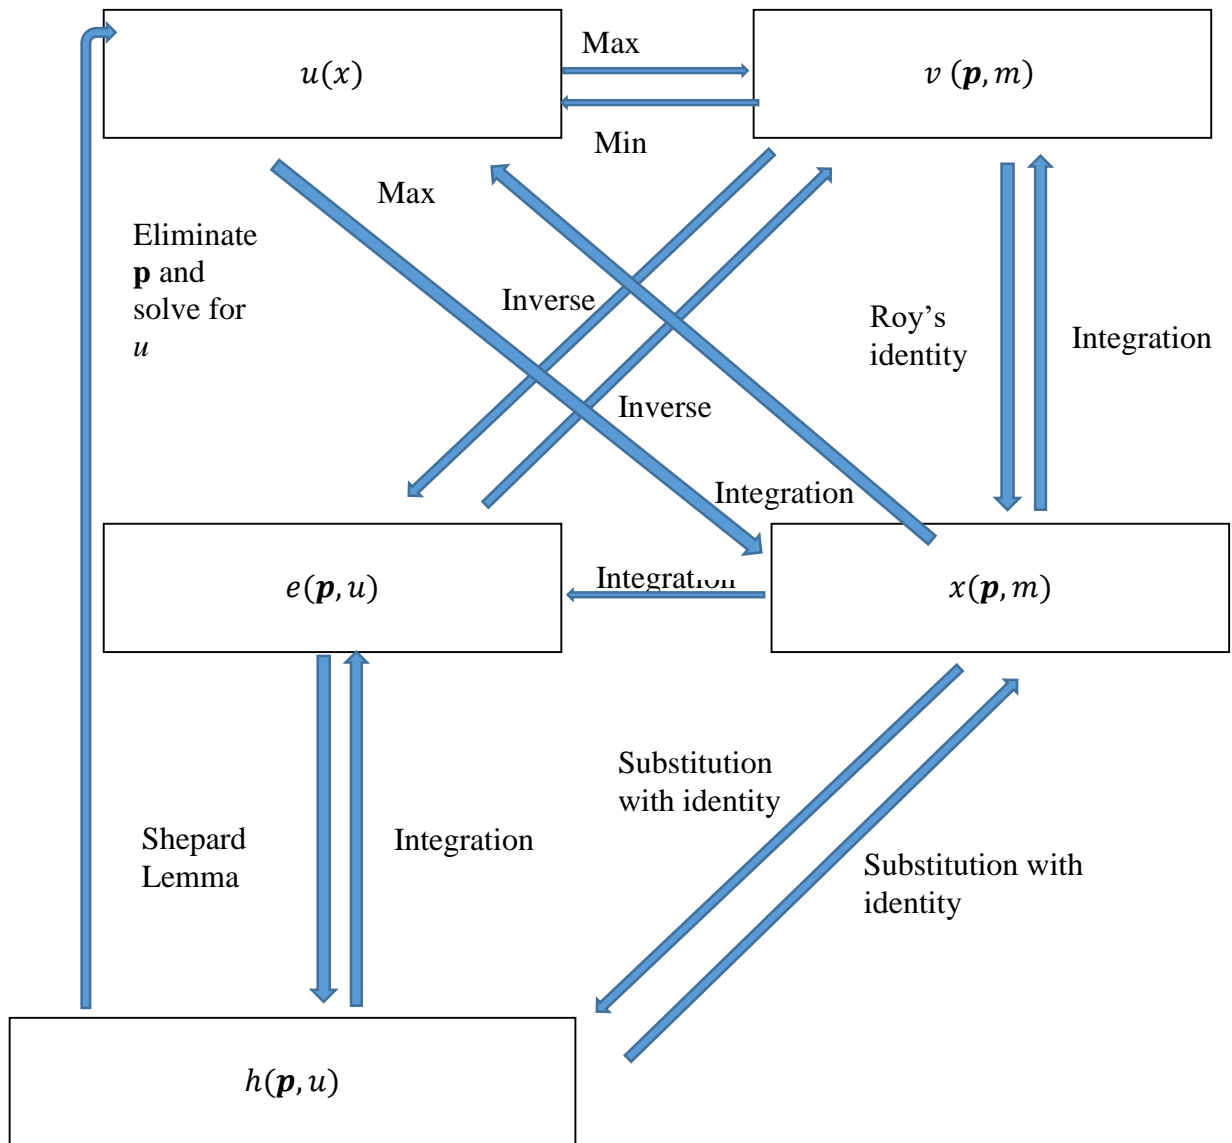 u(x)
Max
v (p, m)
Min
Max
Eliminate
p and
solve for
u
Inverse
Roy’s
identity
Integration
Inverse
Integration
e(p, u)
Integration
x(p, m)
Substitution
with identity
Shepard
Lemma
Integration
Substitution with
identity
h(p, u)